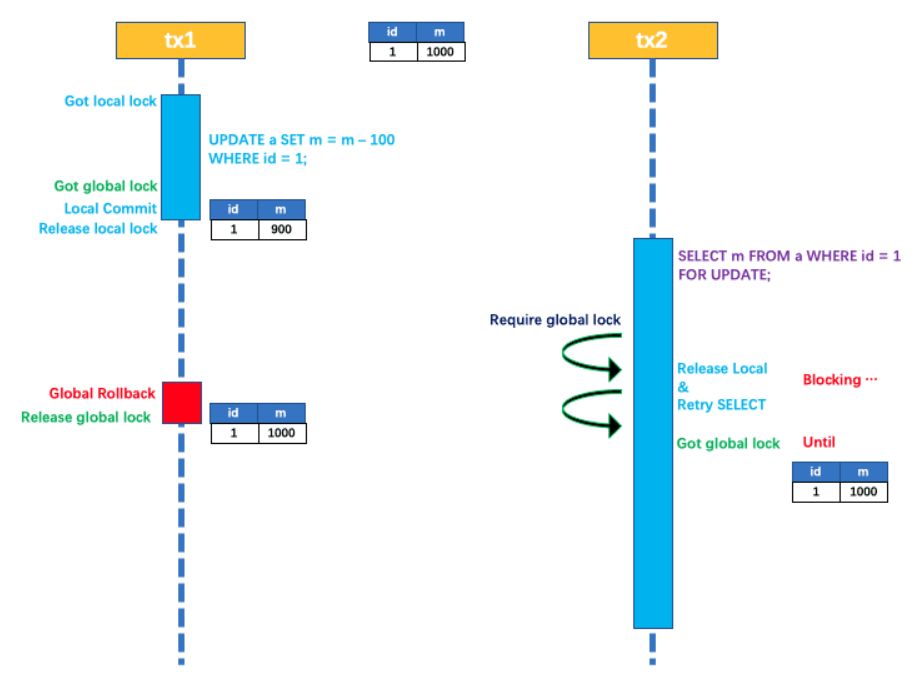 tx1
id m
1 1000
tx2
Got local lock
UPDATE a SET m = m – 100
WHERE id = 1;
Got global lock
Local Commit
Release local lock
id m
1 900
SELECT m FROM a WHERE id = 1
FOR UPDATE;
Require global lock
Release Local
&
Retry SELECT
Blocking ···
Global Rollback
Release global lock
id m
1 1000
Got global lock
Until
id m
1 1000